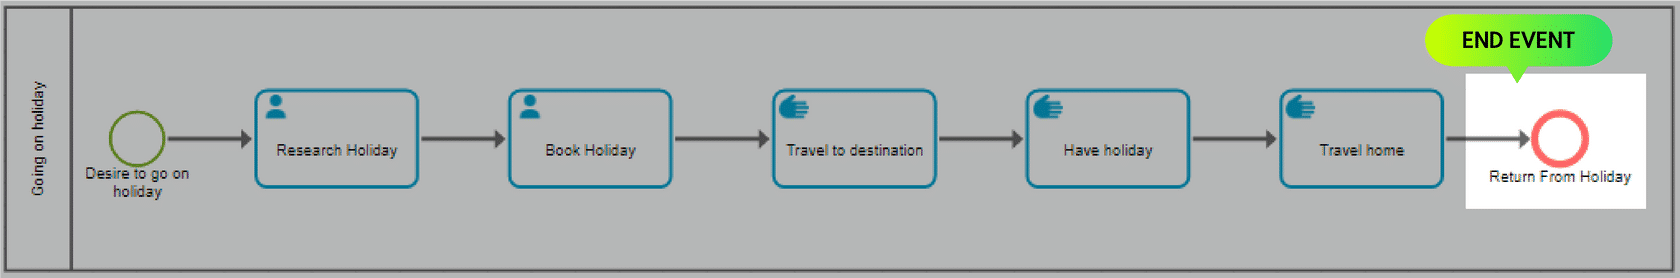 END EVENT
Going on holiday
Desire to go on
holiday
Research Holiday
Book Holiday
Travel to destination
Have holiday
Travel home
Return From Holiday